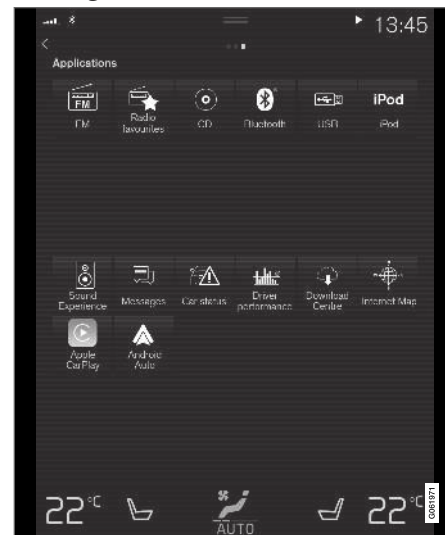 13:45
Applications
FM
iPod
FM
Radio
favourites
CD
Bluetooth
USB
iPod
Sound
Experience
Messages
Car status
Driver
performance
Download
Centre
Internet Map
Apple
CarPlay
Android
Auto
22°C
AUTO
22°C
G061971